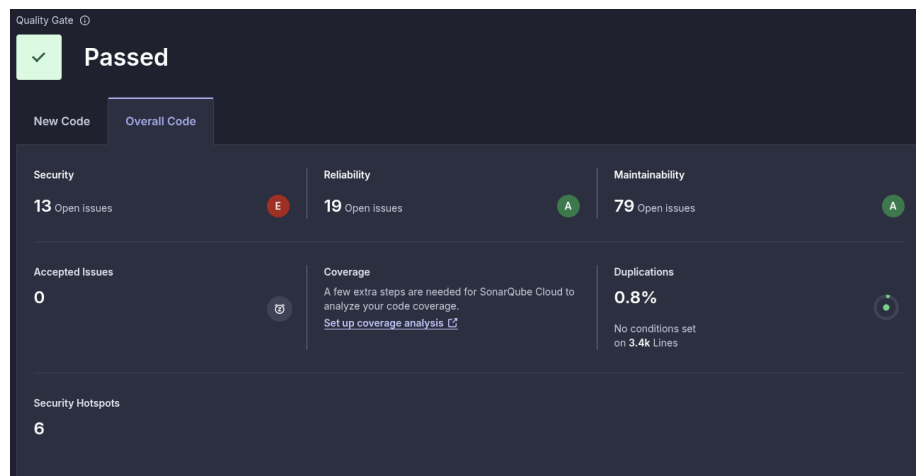 Quality Gate
Passed
New Code
Overall Code
Security
13 Open issues
E
Reliability
19 Open issues
A
Maintainability
79 Open issues
A
Accepted Issues
0
Coverage
A few extra steps are needed for SonarQube Cloud to
analyze your code coverage.
Set up coverage analysis
Duplications
0.8%
No conditions set
on 3.4k Lines
Security Hotspots
6